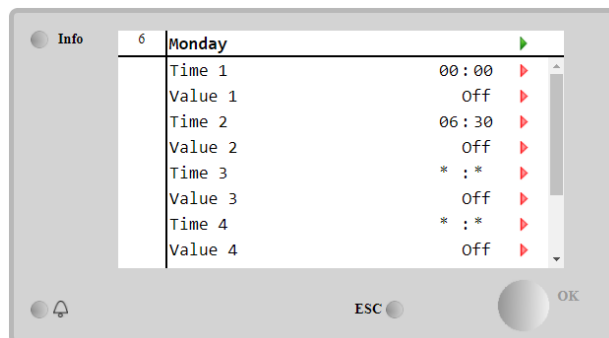 Info
6 Monday
Time 1 00:00
Value 1 Off
Time 2 06:30
Value 2 Off
Time 3 * :*
Value 3 Off
Time 4 * :*
Value 4 Off
ESC OK